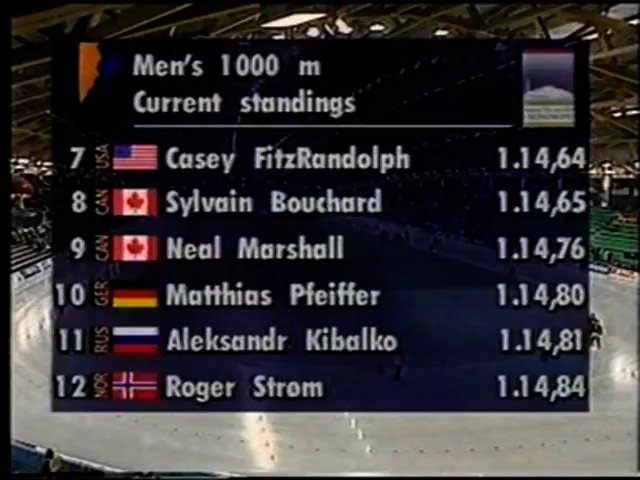 Men's 1000 m
Current standings
7 USA Casey FitzRandolph 1.14,64
8 CAN Sylvain Bouchard 1.14,65
9 CAN Neal Marshall 1.14,76
10 GER Matthias Pfeiffer 1.14,80
11 RUS Aleksandr Kibalko 1.14,81
12 NOR Roger Strøm 1.14,84